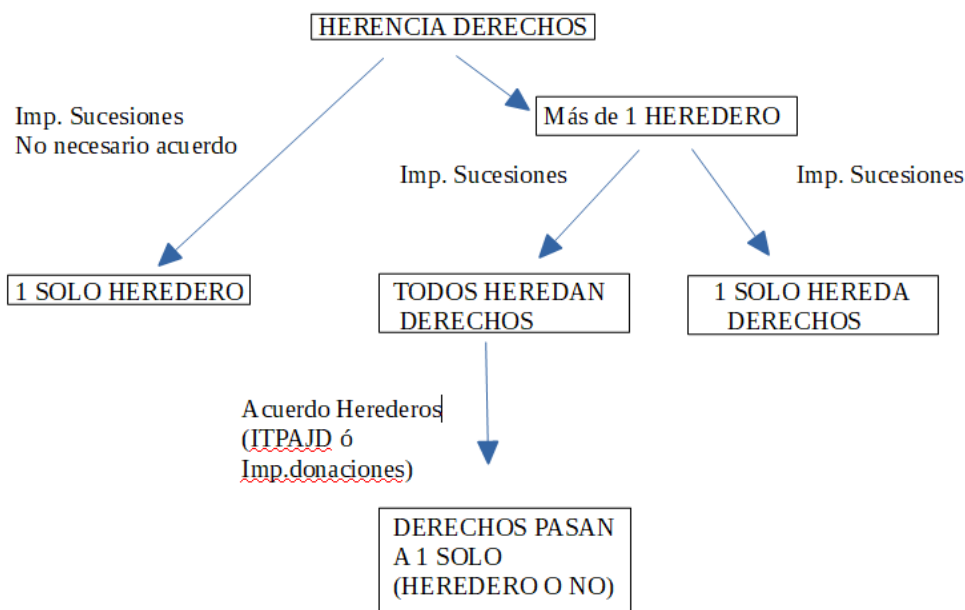 HERENCIA DERECHOS
Imp. Sucesiones
No necesario acuerdo
Más de 1 HEREDERO
Imp. Sucesiones
Imp. Sucesiones
1 SOLO HEREDERO
TODOS HEREDAN
DERECHOS
1 SOLO HEREDA
DERECHOS
Acuerdo Herederos
(ITPAJD ó
Imp.donaciones)
DERECHOS PASAN
A 1 SOLO
(HEREDERO O NO)